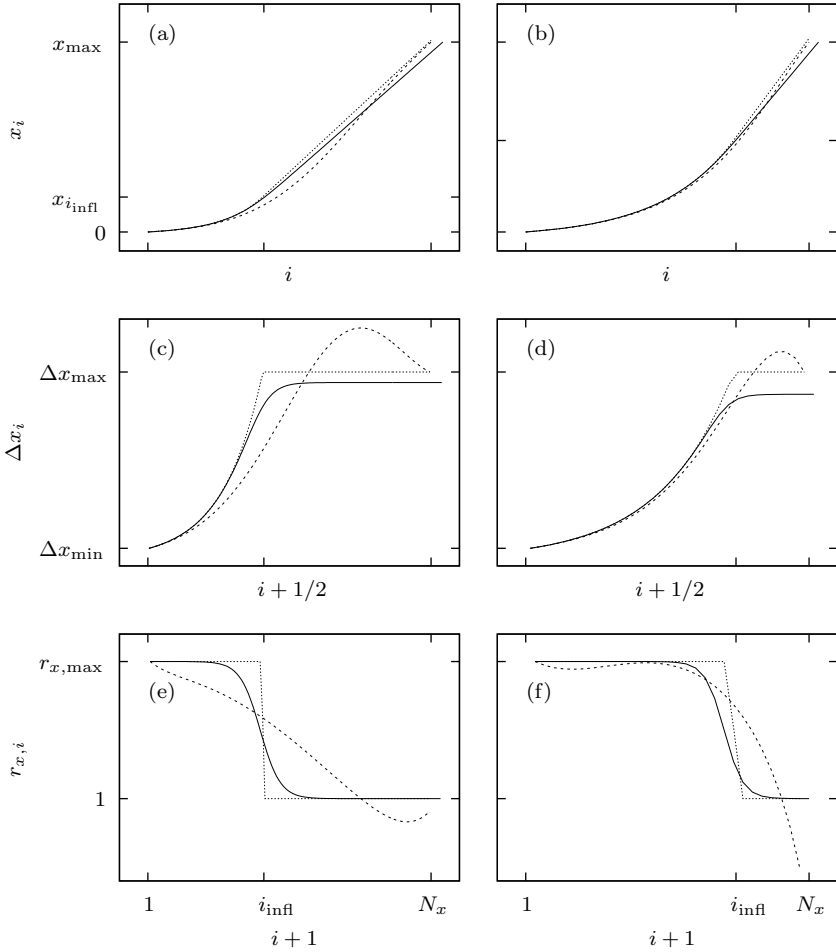 (a)
(b)
x_max
x_i
x_{i_infl}
0
i
i
(c)
(d)
Δx_max
Δx_i
Δx_min
i + 1/2
i + 1/2
(e)
(f)
r_{x,max}
r_{x,i}
1
1 i_infl N_x
1 i_infl N_x
i + 1
i + 1